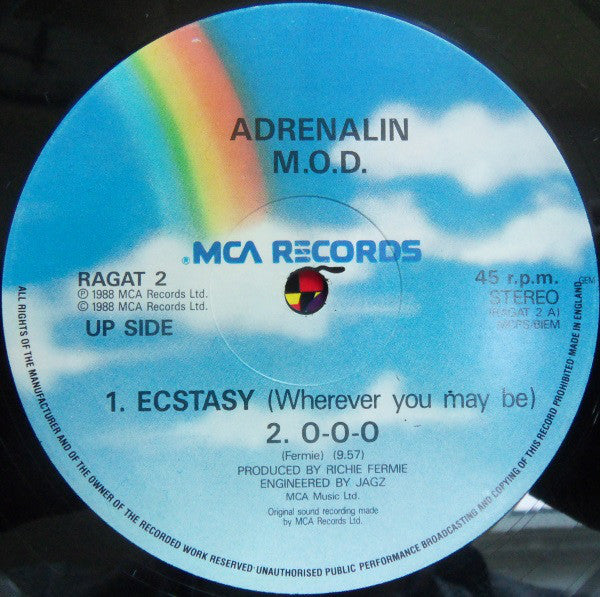 ADRENALIN
M.O.D.
® MCA RECORDS
RAGAT 2
℗ 1988 MCA Records Ltd.
© 1988 MCA Records Ltd.
UP SIDE
45 r.p.m.
STEREO
(RAGAT 2 A)
MCPS-BIEM
GEM
1. ECSTASY (Wherever you may be)
2. O-O-O
(Fermie) (9.57)
PRODUCED BY RICHIE FERMIE
ENGINEERED BY JAGZ
MCA Music Ltd.
Original sound recording made
by MCA Records Ltd.
ALL RIGHTS OF THE MANUFACTURER AND OF THE OWNER OF THE RECORDED WORK RESERVED UNAUTHORISED PUBLIC PERFORMANCE BROADCASTING AND COPYING OF THIS RECORD PROHIBITED MADE IN ENGLAND